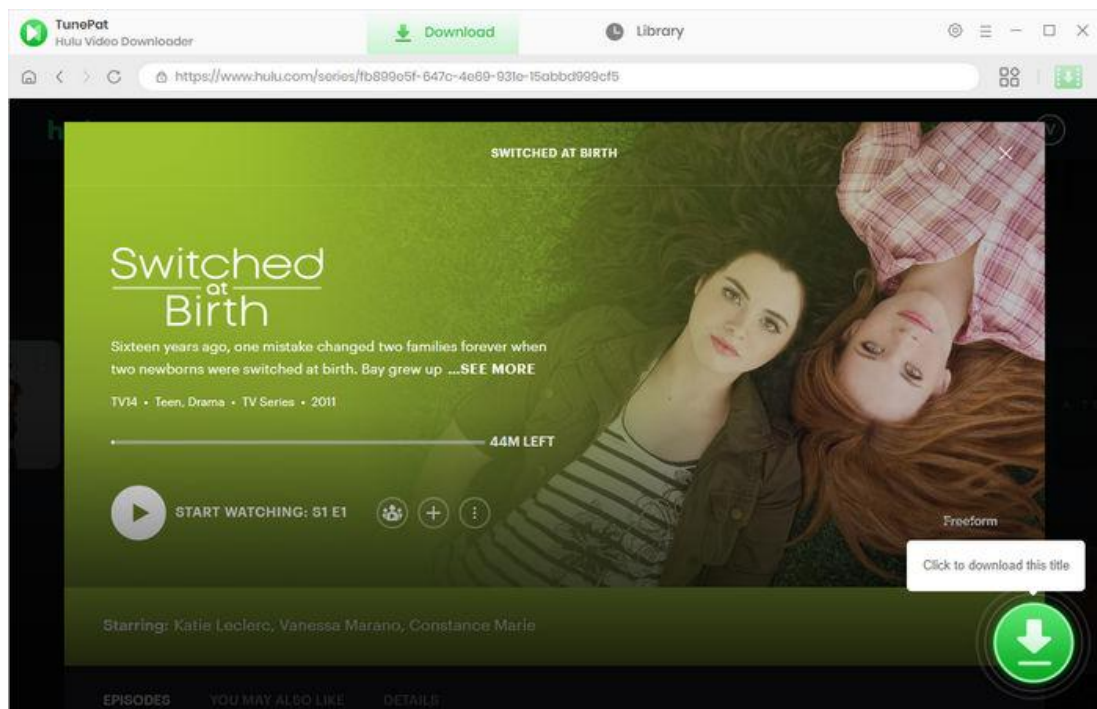 TunePat
Hulu Video Downloader
Download
Library
https://www.hulu.com/series/fb899e5f-647c-4e69-931e-15abbd999cf5
SWITCHED AT BIRTH
Switched
at
Birth
Sixteen years ago, one mistake changed two families forever when
two newborns were switched at birth. Bay grew up ...SEE MORE
TV14 • Teen, Drama • TV Series • 2011
44M LEFT
START WATCHING: S1 E1
Freeform
Click to download this title
Starring: Katie Leclerc, Vanessa Marano, Constance Marie
EPISODES YOU MAY ALSO LIKE DETAILS